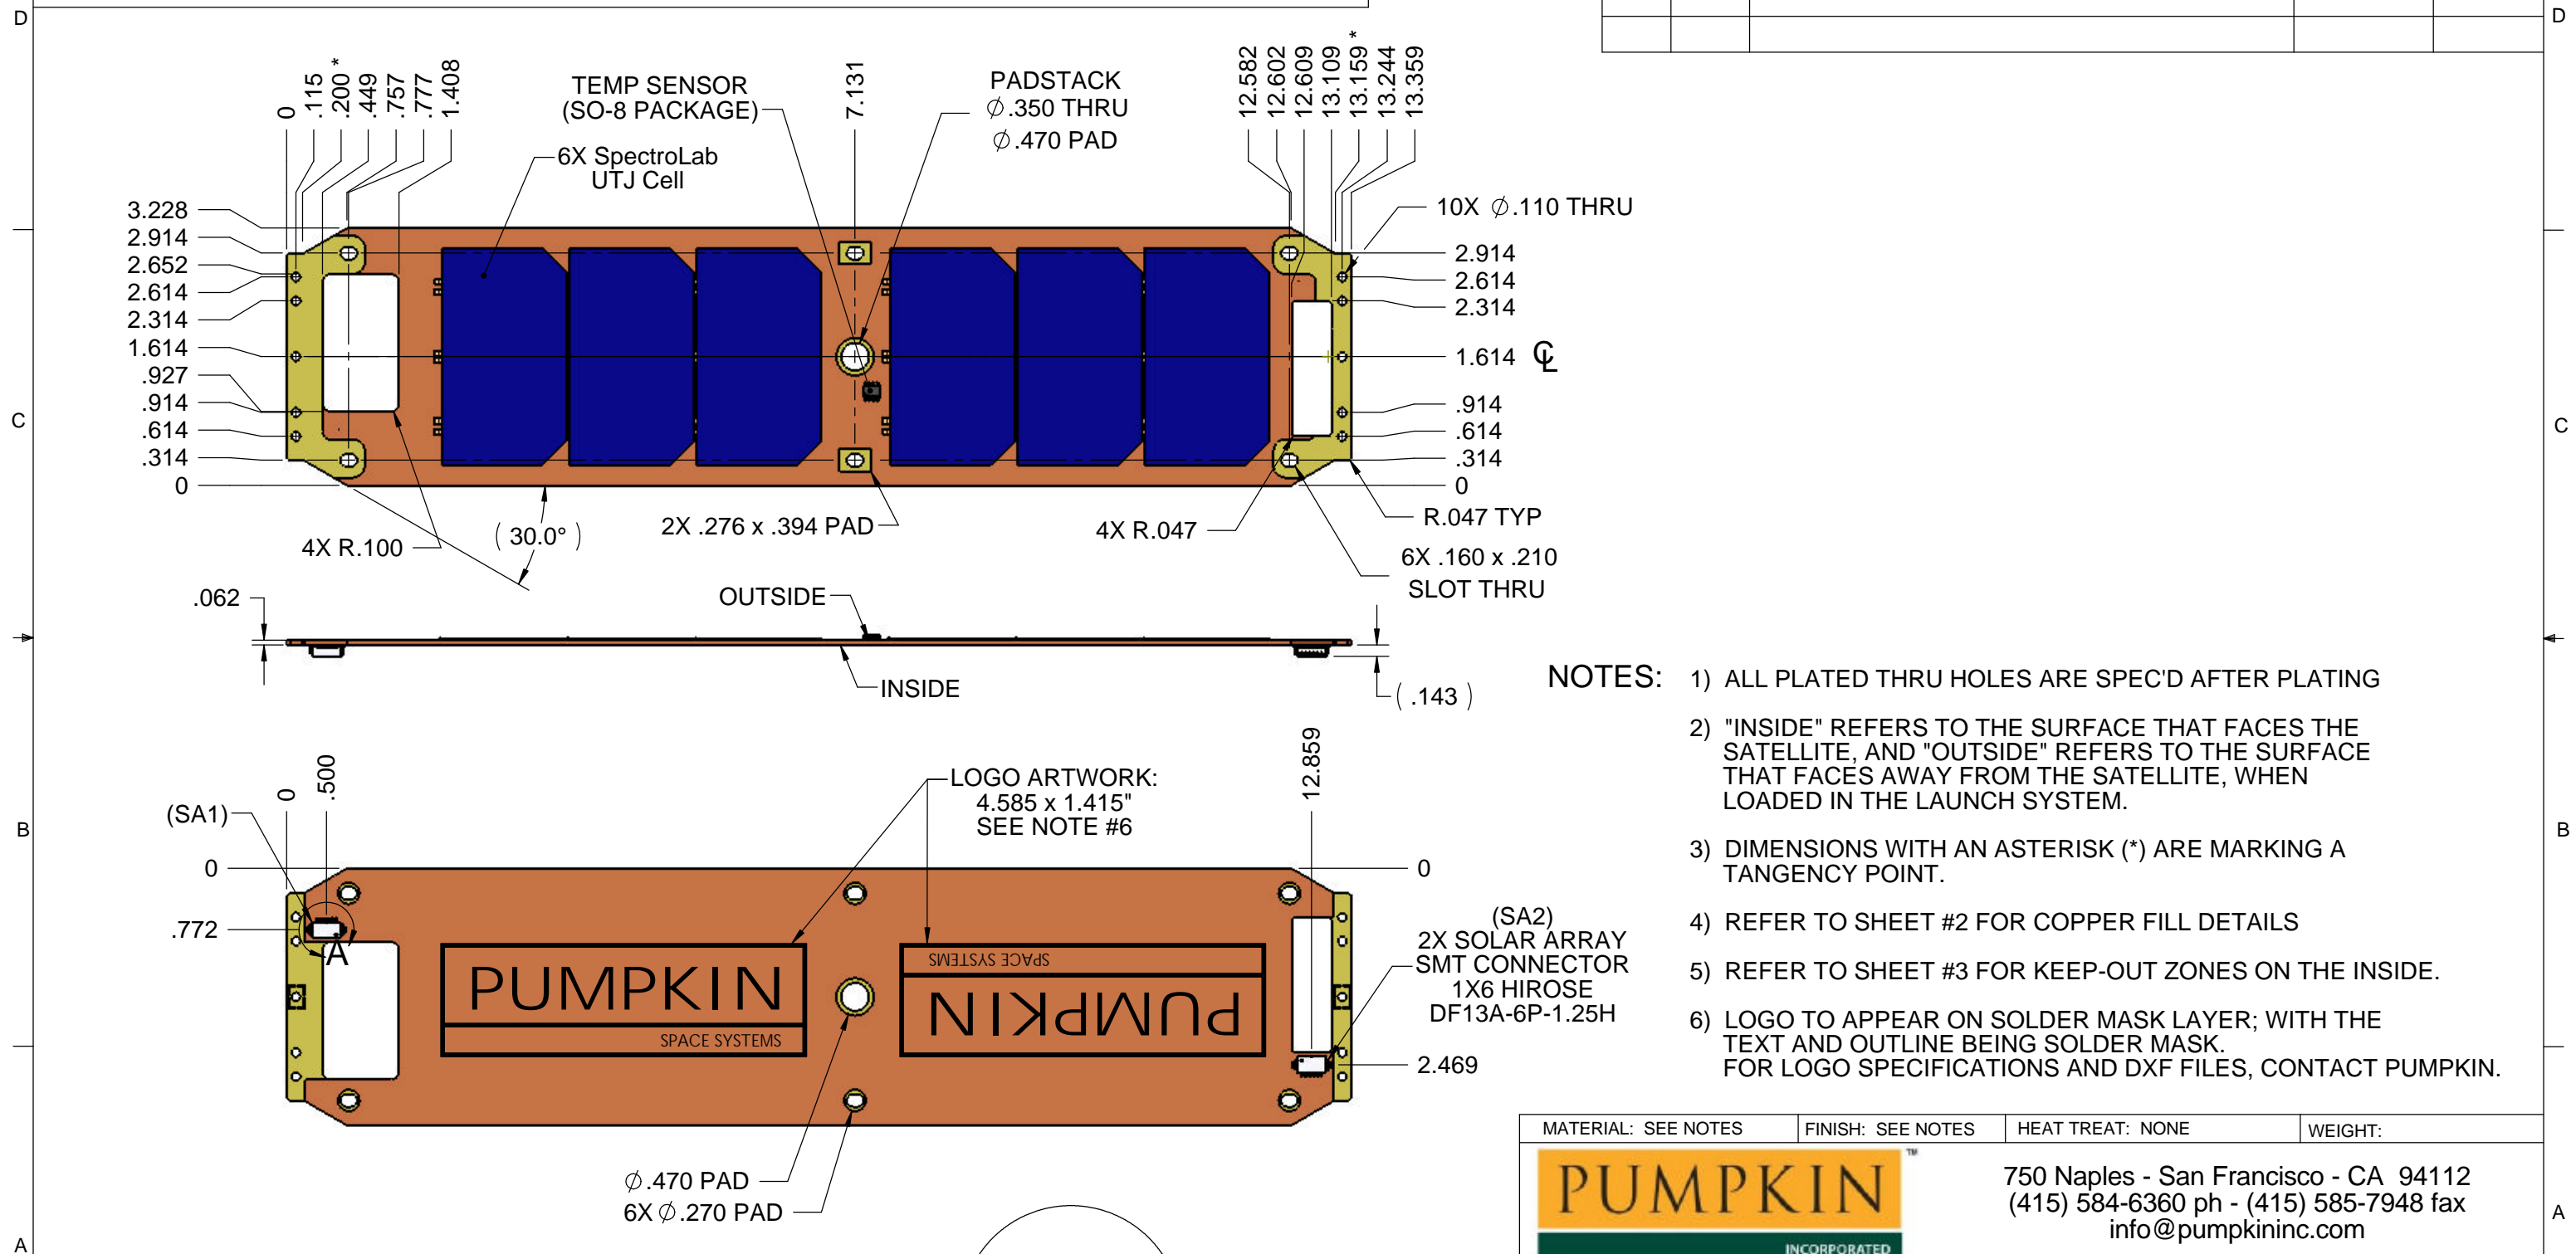 D
D
0
.115
.200 *
.449
.757
.777
1.408
TEMP SENSOR
(SO-8 PACKAGE)
6X SpectroLab
UTJ Cell
7.131
PADSTACK
∅.350 THRU
∅.470 PAD
12.582
12.602
12.609
13.109
13.159 *
13.244
13.359
10X ∅.110 THRU
3.228
2.914
2.652
2.614
2.314
1.614
.927
.914
.614
.314
0
2.914
2.614
2.314
1.614 ℄
.914
.614
.314
0
C
C
4X R.100
( 30.0° )
2X .276 x .394 PAD
4X R.047
R.047 TYP
6X .160 x .210
SLOT THRU
.062
OUTSIDE
INSIDE
( .143 )
NOTES:
1) ALL PLATED THRU HOLES ARE SPEC'D AFTER PLATING
2) "INSIDE" REFERS TO THE SURFACE THAT FACES THE
SATELLITE, AND "OUTSIDE" REFERS TO THE SURFACE
THAT FACES AWAY FROM THE SATELLITE, WHEN
LOADED IN THE LAUNCH SYSTEM.
3) DIMENSIONS WITH AN ASTERISK (*) ARE MARKING A
TANGENCY POINT.
4) REFER TO SHEET #2 FOR COPPER FILL DETAILS
5) REFER TO SHEET #3 FOR KEEP-OUT ZONES ON THE INSIDE.
6) LOGO TO APPEAR ON SOLDER MASK LAYER; WITH THE
TEXT AND OUTLINE BEING SOLDER MASK.
FOR LOGO SPECIFICATIONS AND DXF FILES, CONTACT PUMPKIN.
B
B
(SA1)
0
.500
LOGO ARTWORK:
4.585 x 1.415"
SEE NOTE #6
12.859
0
.772
A
PUMPKIN
SPACE SYSTEMS
SPACE SYSTEMS
PUMPKIN
0
(SA2)
2X SOLAR ARRAY
SMT CONNECTOR
1X6 HIROSE
DF13A-6P-1.25H
2.469
∅.470 PAD
6X ∅.270 PAD
MATERIAL: SEE NOTES
FINISH: SEE NOTES
HEAT TREAT: NONE
WEIGHT:
PUMPKIN ™
INCORPORATED
750 Naples - San Francisco - CA 94112
(415) 584-6360 ph - (415) 585-7948 fax
info@pumpkininc.com
A
A